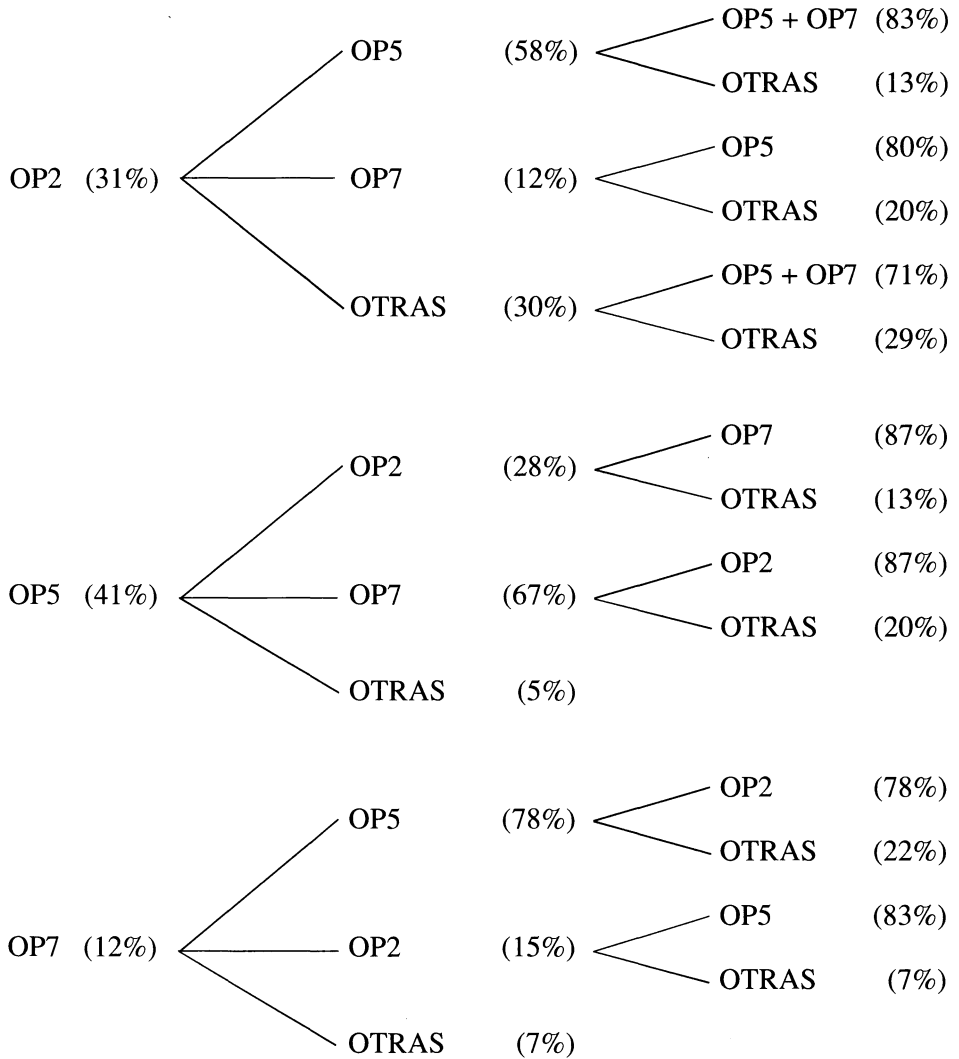 OP5 + OP7 (83%)
OP5 (58%)
OTRAS (13%)
OP5 (80%)
OP2 (31%) OP7 (12%)
OTRAS (20%)
OP5 + OP7 (71%)
OTRAS (30%)
OTRAS (29%)
OP7 (87%)
OP2 (28%)
OTRAS (13%)
OP2 (87%)
OP5 (41%) OP7 (67%)
OTRAS (20%)
OTRAS (5%)
OP2 (78%)
OP5 (78%)
OTRAS (22%)
OP5 (83%)
OP7 (12%) OP2 (15%)
OTRAS (7%)
OTRAS (7%)